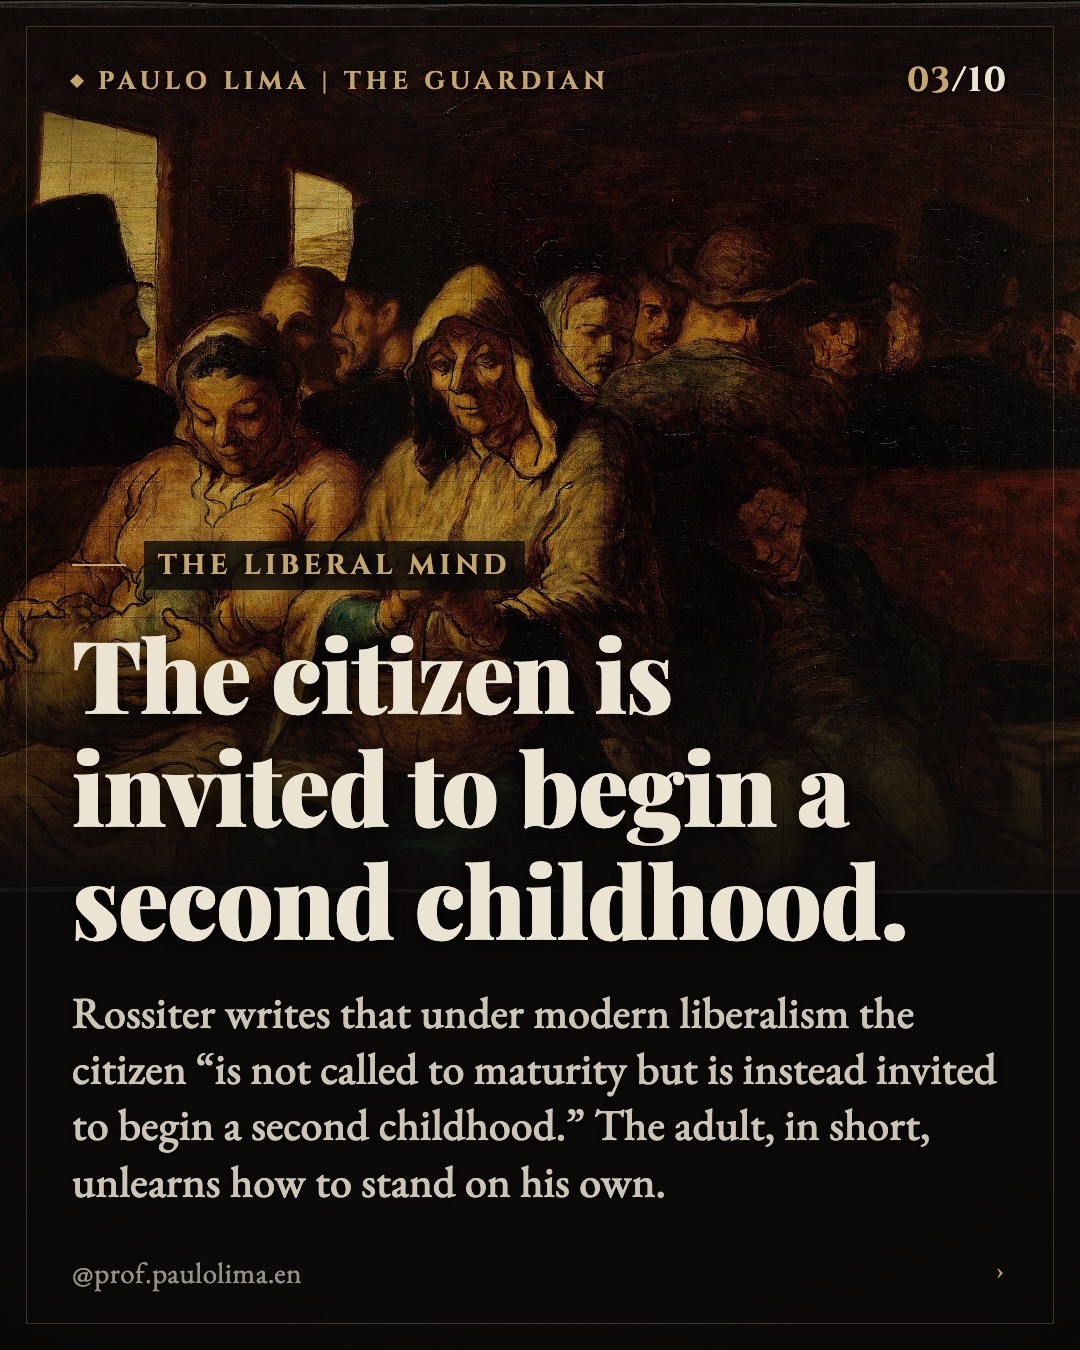 ◆ PAULO LIMA | THE GUARDIAN
03/10
THE LIBERAL MIND
The citizen is
invited to begin a
second childhood.
Rossiter writes that under modern liberalism the
citizen “is not called to maturity but is instead invited
to begin a second childhood.” The adult, in short,
unlearns how to stand on his own.
@prof.paulolima.en
›